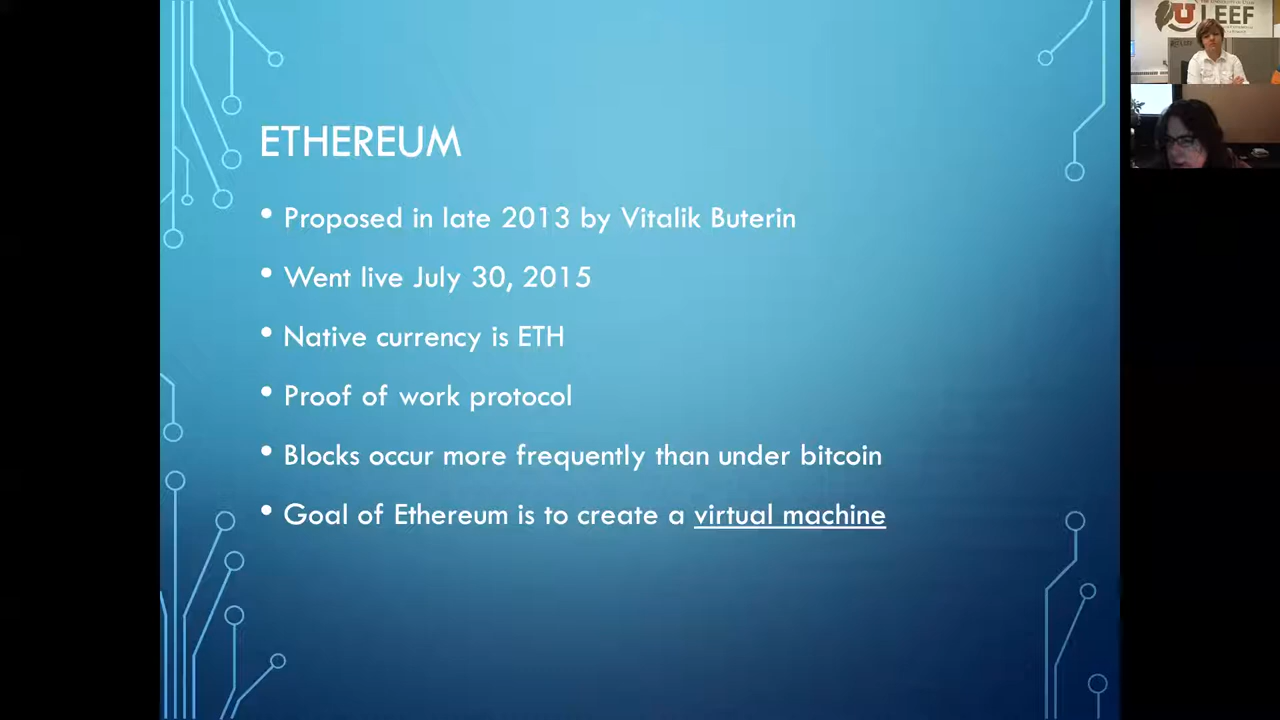 ETHEREUM
• Proposed in late 2013 by Vitalik Buterin
• Went live July 30, 2015
• Native currency is ETH
• Proof of work protocol
• Blocks occur more frequently than under bitcoin
• Goal of Ethereum is to create a virtual machine
U LEEF